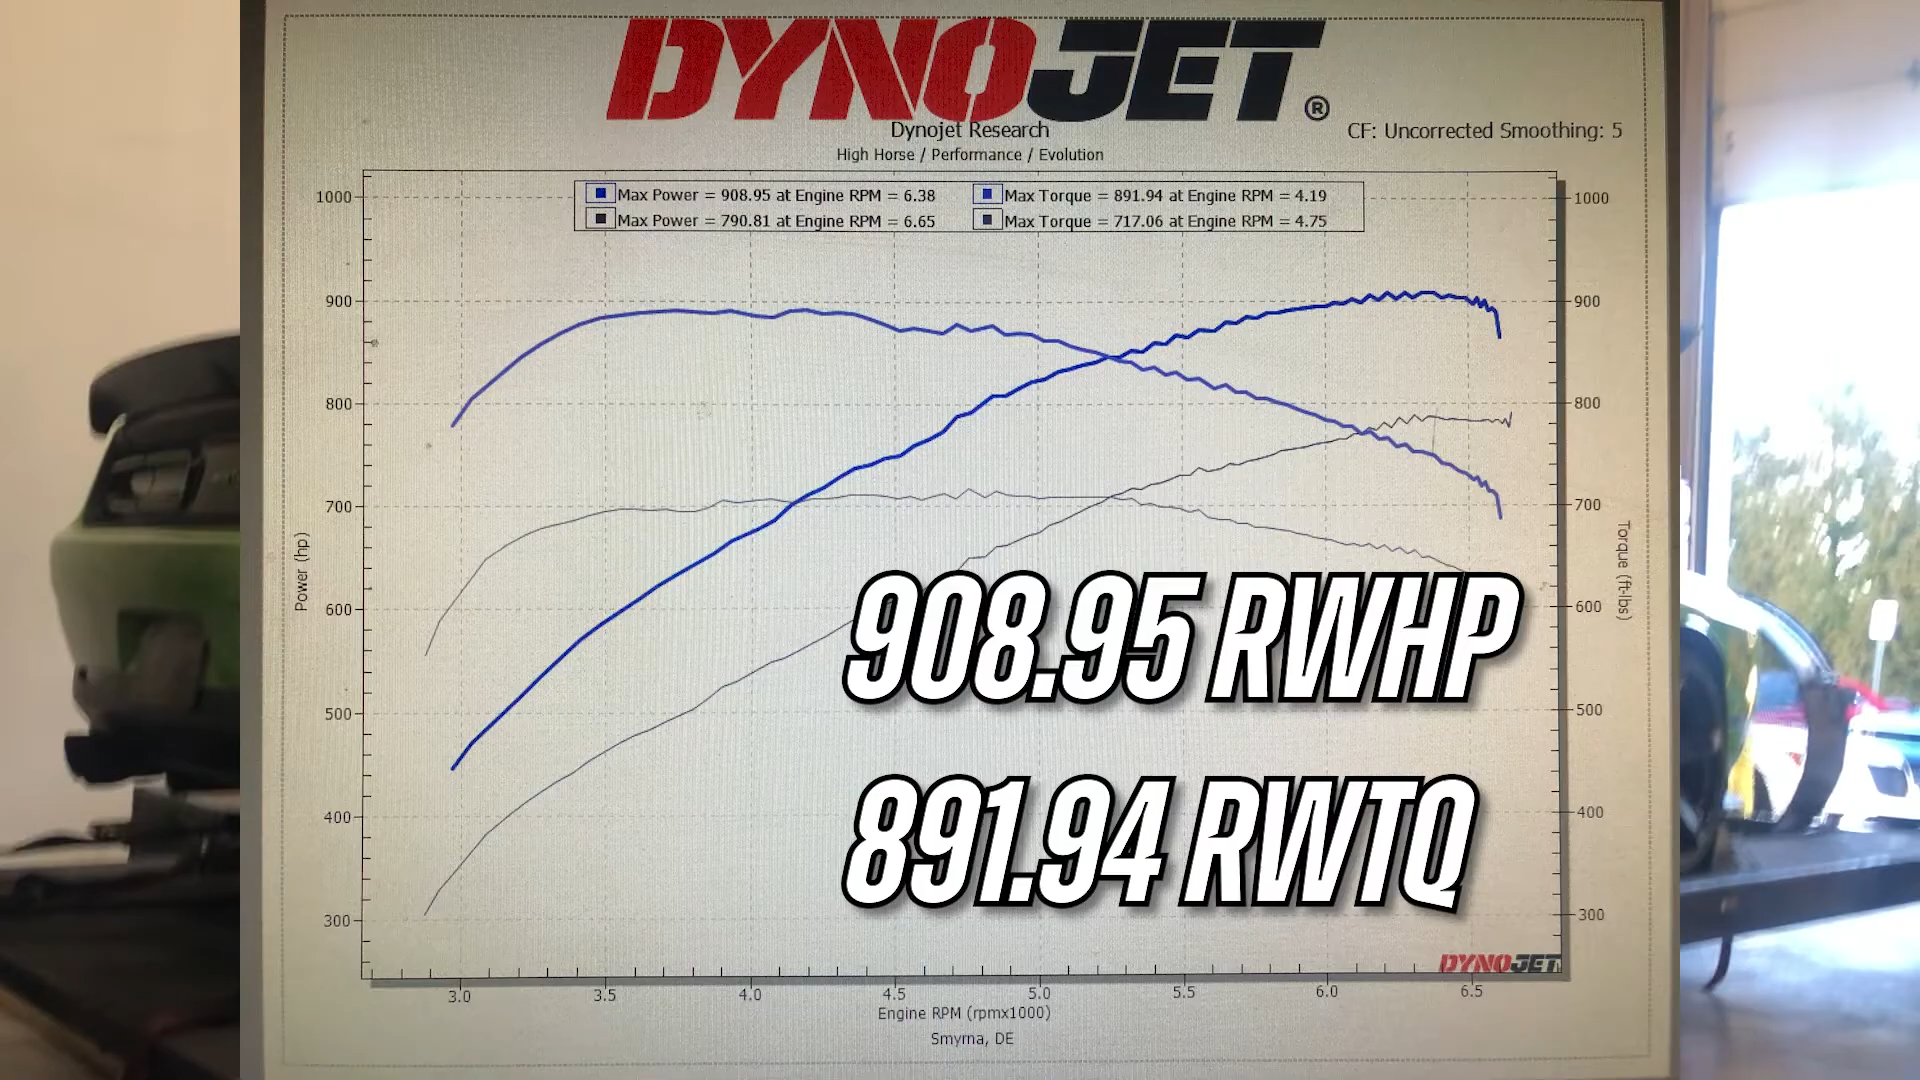 DYNOJET®
Dynojet Research
CF: Uncorrected Smoothing: 5
High Horse / Performance / Evolution
Max Power = 908.95 at Engine RPM = 6.38
Max Torque = 891.94 at Engine RPM = 4.19
Max Power = 790.81 at Engine RPM = 6.65
Max Torque = 717.06 at Engine RPM = 4.75
1000
900
800
700
600
500
400
300
Power (hp)
1000
900
800
700
600
500
400
300
Torque (ft-lbs)
908.95 RWHP
891.94 RWTQ
DYNOJET
3.0 3.5 4.0 4.5 5.0 5.5 6.0 6.5
Engine RPM (rpmx1000)
Smyrna, DE